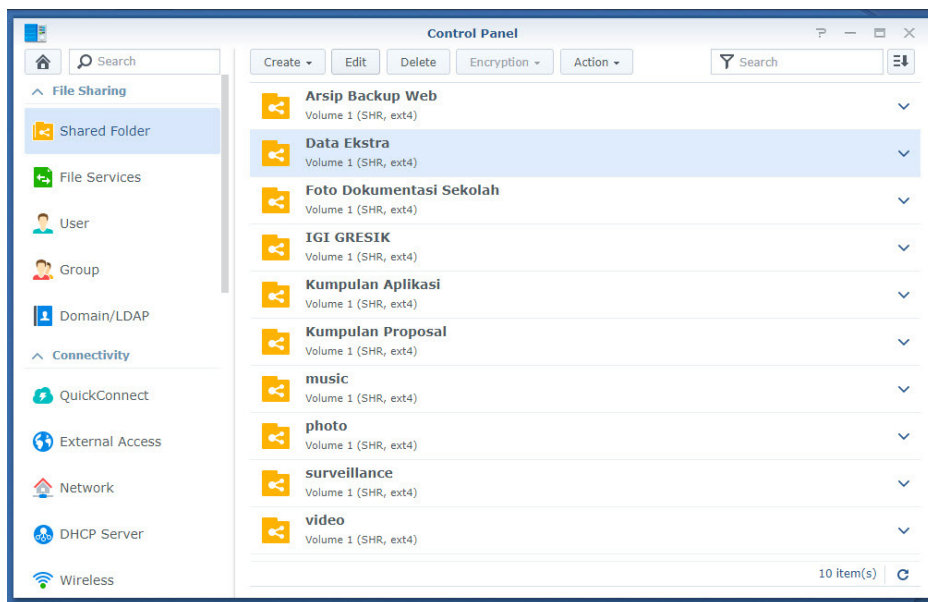 Control Panel
Search
Create Edit Delete Encryption Action Search
File Sharing
Shared Folder
File Services
User
Group
Domain/LDAP
Connectivity
QuickConnect
External Access
Network
DHCP Server
Wireless
Arsip Backup Web
Volume 1 (SHR, ext4)
Data Ekstra
Volume 1 (SHR, ext4)
Foto Dokumentasi Sekolah
Volume 1 (SHR, ext4)
IGI GRESIK
Volume 1 (SHR, ext4)
Kumpulan Aplikasi
Volume 1 (SHR, ext4)
Kumpulan Proposal
Volume 1 (SHR, ext4)
music
Volume 1 (SHR, ext4)
photo
Volume 1 (SHR, ext4)
surveillance
Volume 1 (SHR, ext4)
video
Volume 1 (SHR, ext4)
10 item(s)